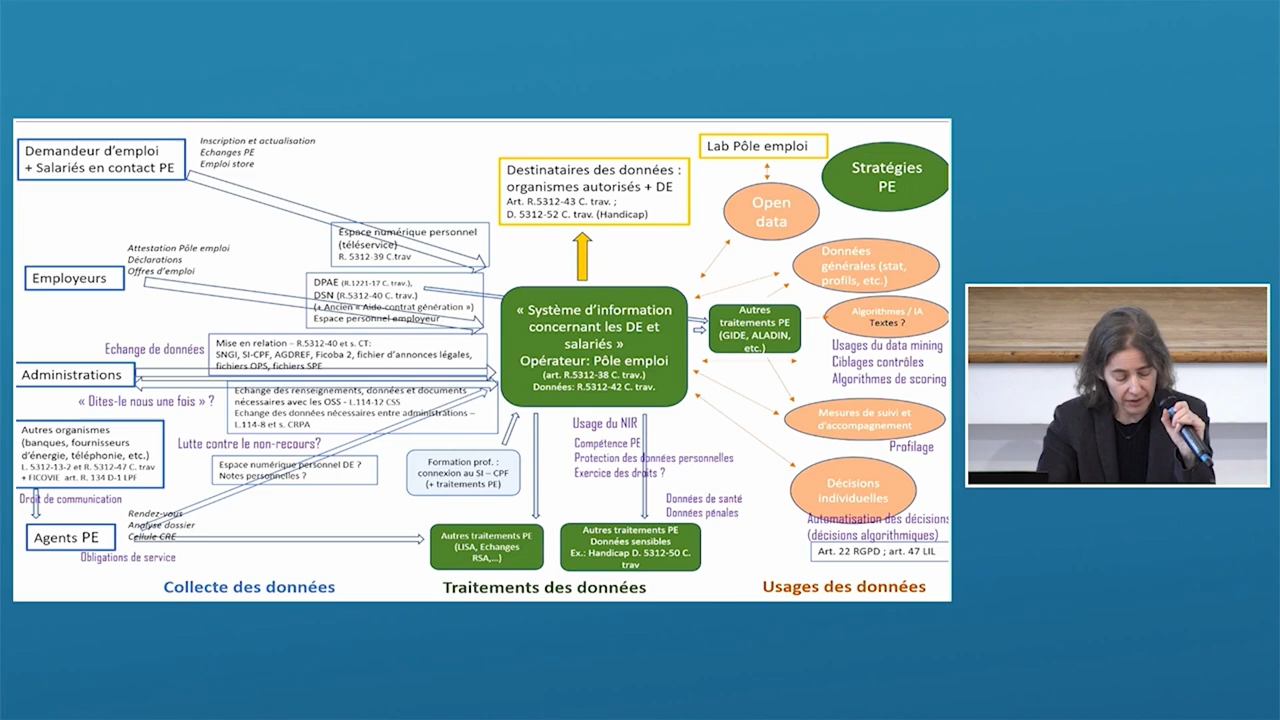 Demandeur d'emploi
+ Salariés en contact PE
Inscription et actualisation
Echanges PE
Emploi store
Espace numérique personnel
(téléservice)
R. 5312-39 C.trav
Attestation Pôle emploi
Déclarations
Offres d'emploi
Employeurs
DPAE (R.1221-17 C. trav.),
DSN (R.5312-40 C. trav.)
(+ Ancien « Aide-contrat génération »)
Espace personnel employeur
Echange de données
Mise en relation – R.5312-40 et s. CT:
SNGI, SI-CPF, AGDREF, Ficoba 2, fichier d'annonces légales,
fichiers OPS, fichiers SPE
Administrations
« Dites-le nous une fois » ?
Echange des renseignements, données et documents
nécessaires avec les OSS - L.114-12 CSS
Echange des données nécessaires entre administrations –
L.114-8 et s. CRPA
Autres organismes
(banques, fournisseurs
d'énergie, téléphonie, etc.)
L. 5312-13-2 et R. 5312-47 C. trav
+ FICOVIE art. R. 134 D-1 LPF
Lutte contre le non-recours?
Espace numérique personnel DE ?
Notes personnelles ?
Droit de communication
Rendez-vous
Analyse dossier
Cellule CRE
Agents PE
Obligations de service
Collecte des données
Destinataires des données :
organismes autorisés + DE
Art. R.5312-43 C. trav. ;
D. 5312-52 C. trav. (Handicap)
« Système d'information
concernant les DE et
salariés »
Opérateur: Pôle emploi
(art. R.5312-38 C. trav.)
Données: R.5312-42 C. trav.
Usage du NIR
Compétence PE
Protection des données personnelles
Exercice des droits ?
Formation prof. :
connexion au SI – CPF
(+ traitements PE)
Données de santé
Données pénales
Autres traitements PE
(LISA, Echanges
RSA,...)
Autres traitements PE
Données sensibles
Ex.: Handicap D. 5312-50 C.
trav
Traitements des données
Lab Pôle emploi
Stratégies
PE
Open
data
Données
générales (stat,
profils, etc.)
Autres
traitements PE
(GIDE, ALADIN,
etc.)
Algorithmes / IA
Textes ?
Usages du data mining
Ciblages contrôles
Algorithmes de scoring
Mesures de suivi et
d'accompagnement
Profilage
Décisions
individuelles
Automatisation des décisions
(décisions algorithmiques)
Art. 22 RGPD ; art. 47 LIL
Usages des données